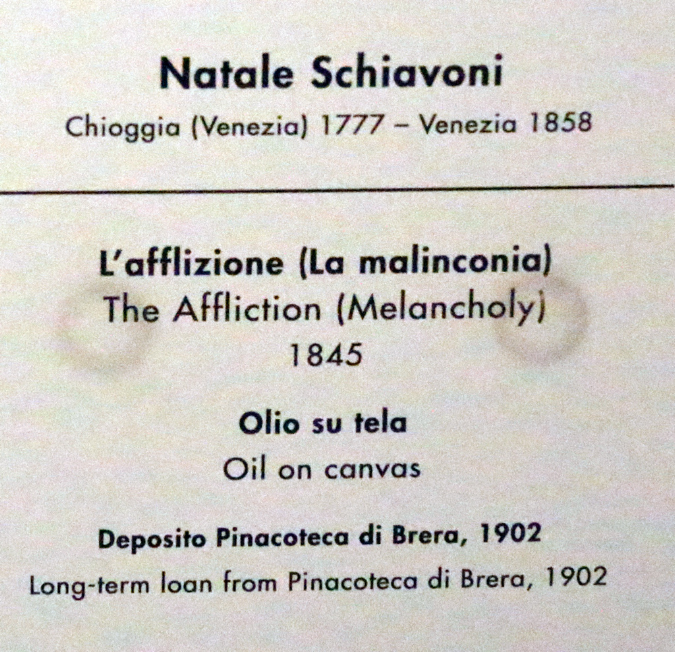 Natale Schiavoni
Chioggia (Venezia) 1777 – Venezia 1858
L'afflizione (La malinconia)
The Affliction (Melancholy)
1845
Olio su tela
Oil on canvas
Deposito Pinacoteca di Brera, 1902
Long-term loan from Pinacoteca di Brera, 1902